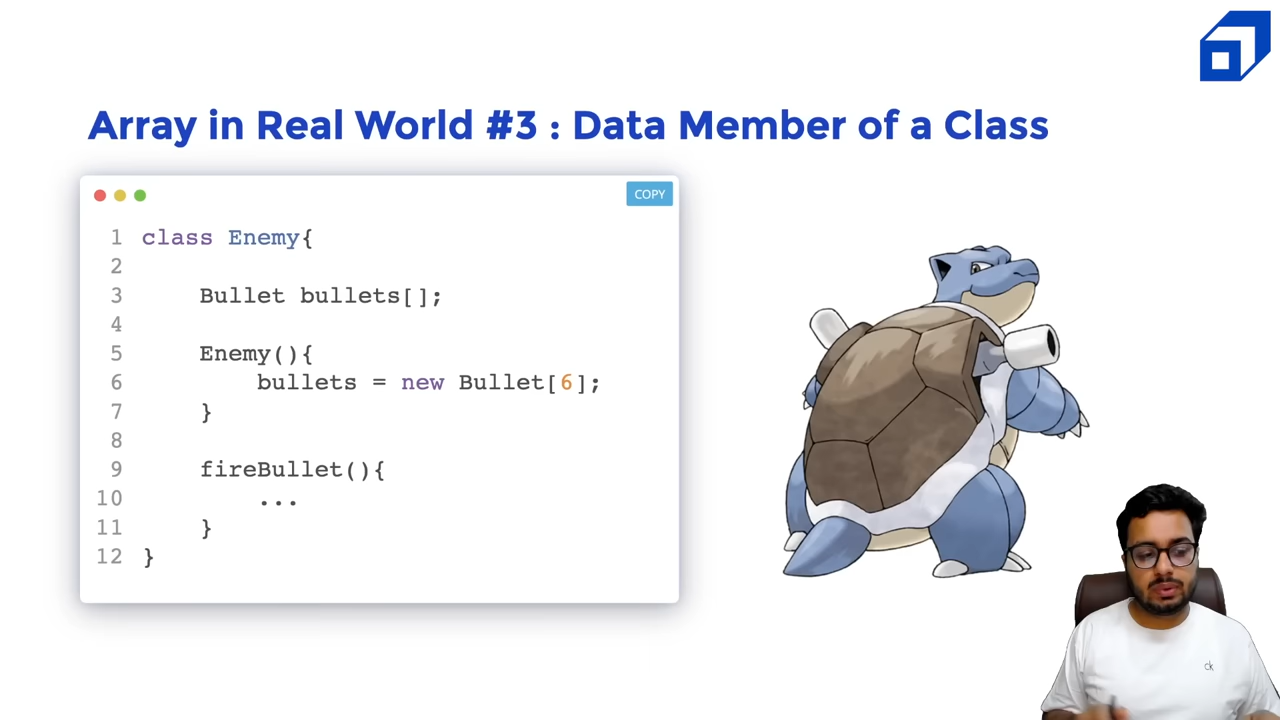 Array in Real World #3 : Data Member of a Class
COPY
1 class Enemy{
2
3     Bullet bullets[];
4
5     Enemy(){
6         bullets = new Bullet[6];
7     }
8
9     fireBullet(){
10         ...
11     }
12 }
ck